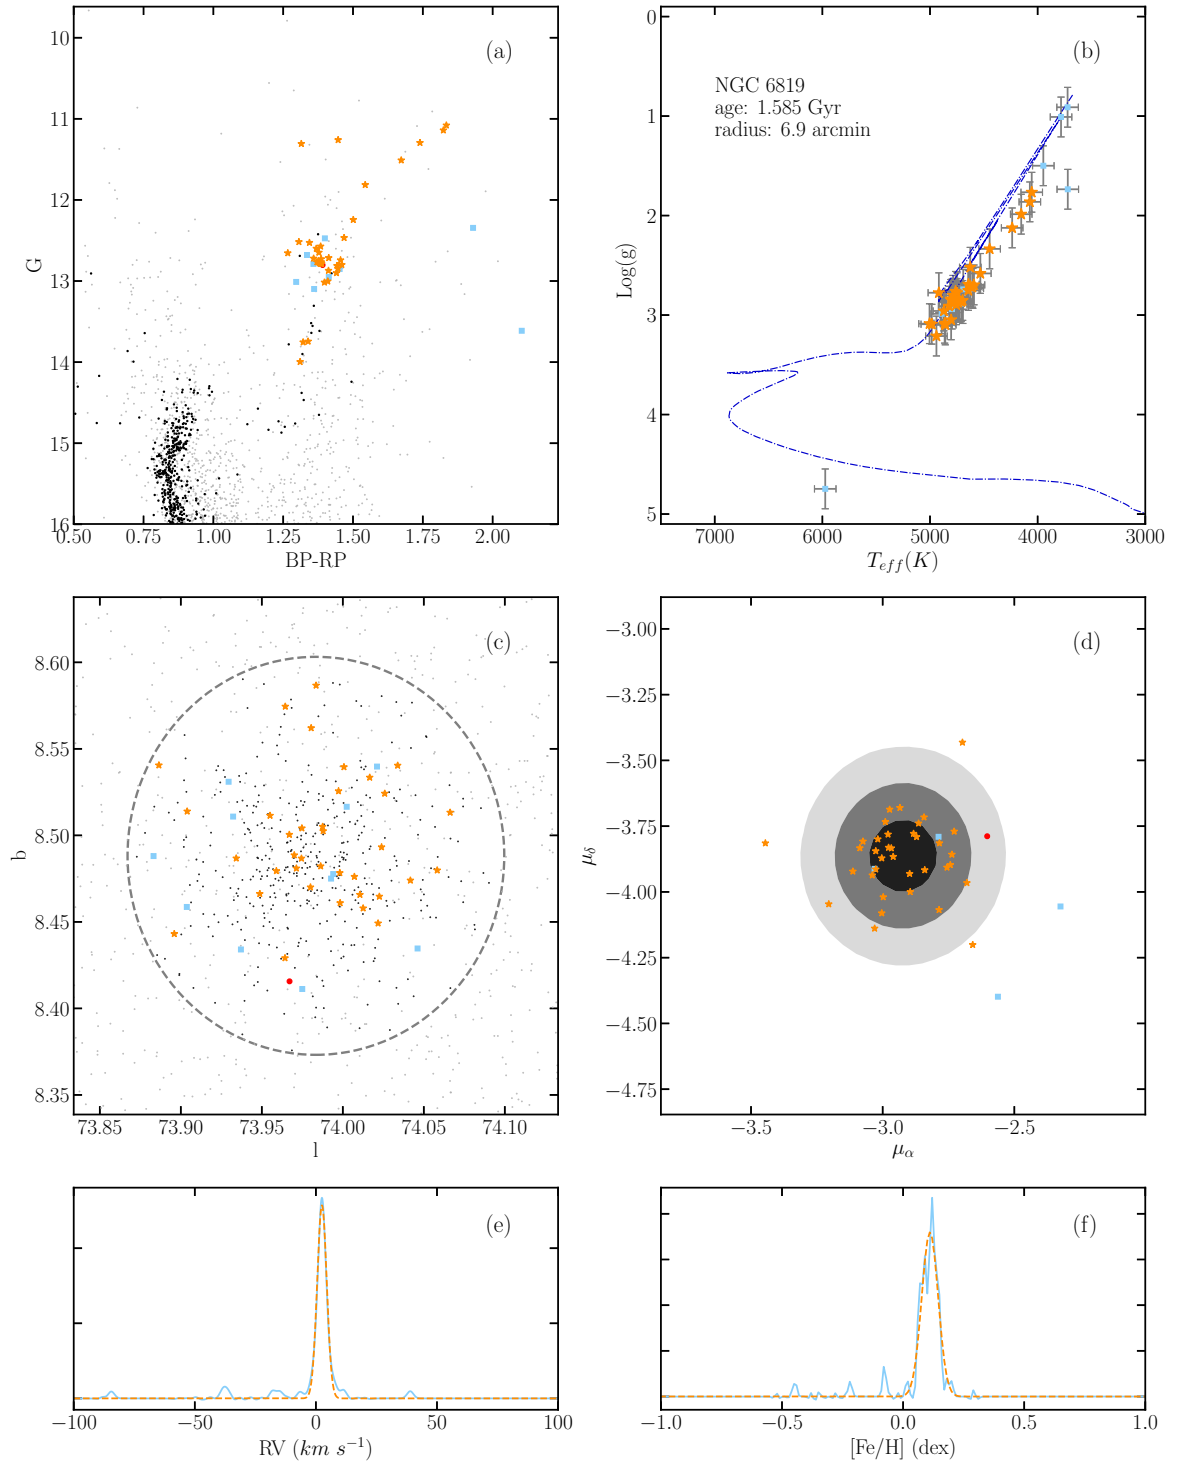 (a)
10
11
12
13
14
15
16
G
0.50 0.75 1.00 1.25 1.50 1.75 2.00
BP-RP
(b)
NGC 6819
age: 1.585 Gyr
radius: 6.9 arcmin
0
1
2
3
4
5
Log(g)
7000 6000 5000 4000 3000
T_eff(K)
(c)
8.60
8.55
8.50
8.45
8.40
8.35
b
73.85 73.90 73.95 74.00 74.05 74.10
l
(d)
−3.00
−3.25
−3.50
−3.75
−4.00
−4.25
−4.50
−4.75
μ_δ
−3.5 −3.0 −2.5
μ_α
(e)
−100 −50 0 50 100
RV (km s⁻¹)
(f)
−1.0 −0.5 0.0 0.5 1.0
[Fe/H] (dex)